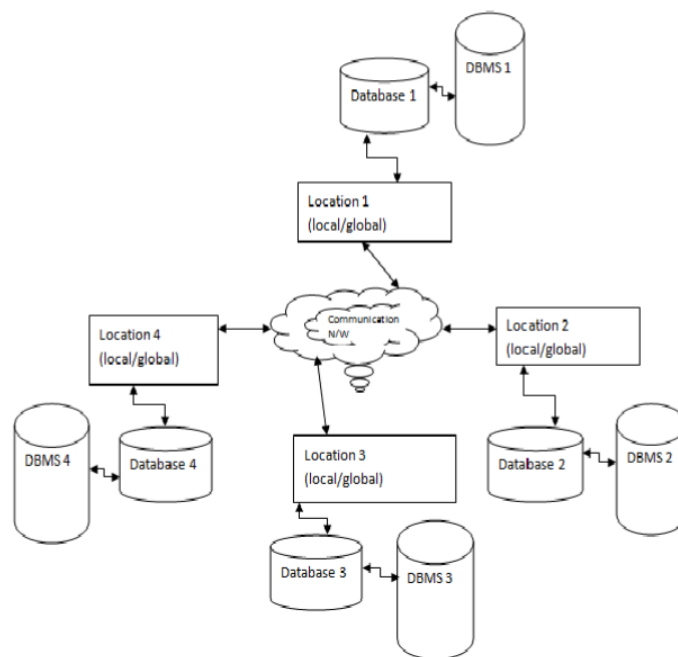 DBMS 1
Database 1
Location 1
(local/global)
Communication
N/W
Location 4
(local/global)
Location 2
(local/global)
DBMS 4
Database 4
Location 3
(local/global)
Database 2
DBMS 2
Database 3
DBMS 3